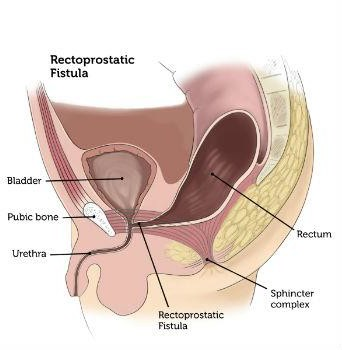 Rectoprostatic
Fistula
Bladder
Pubic bone
Urethra
Rectum
Sphincter
complex
Rectoprostatic
Fistula